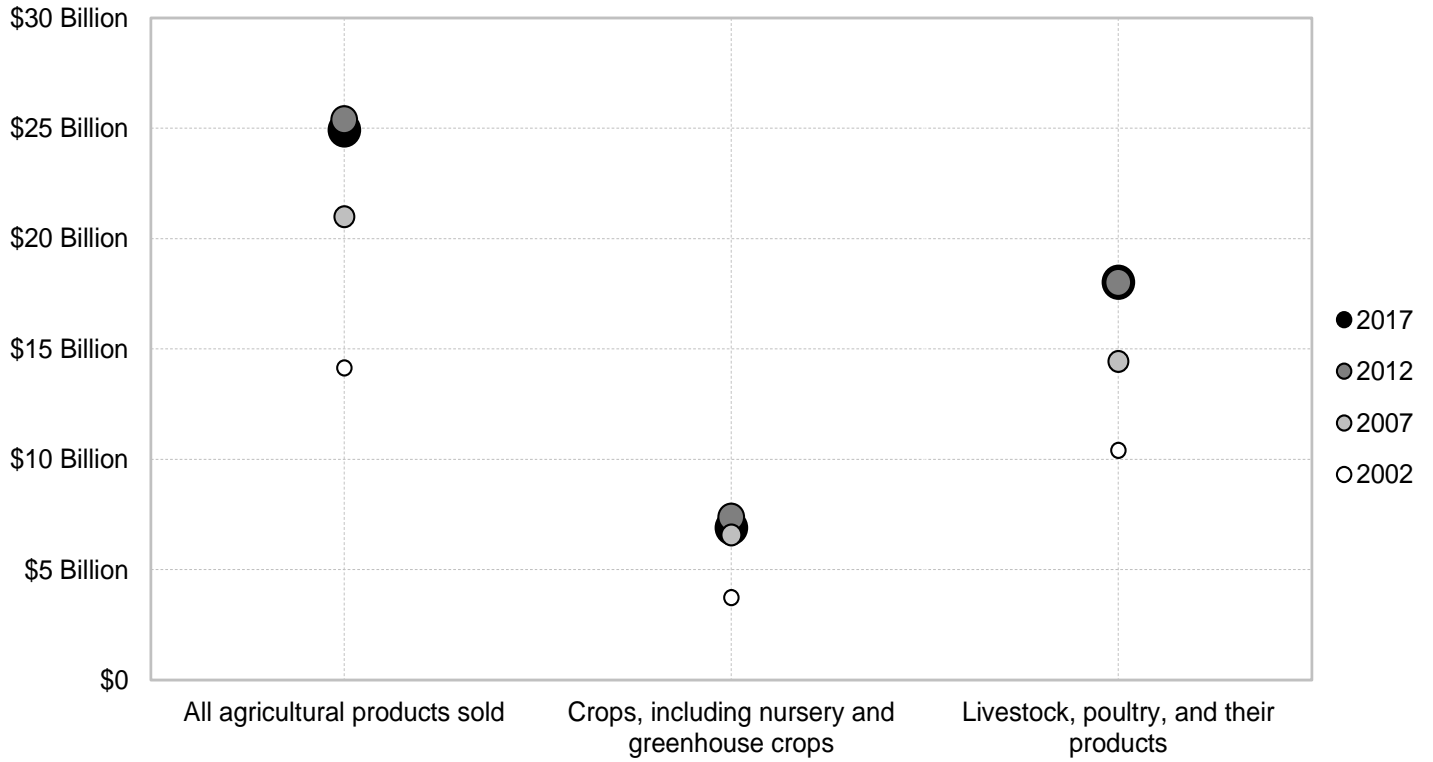 $30 Billion
$25 Billion
$20 Billion
$15 Billion
$10 Billion
$5 Billion
$0
All agricultural products sold
Crops, including nursery and
greenhouse crops
Livestock, poultry, and their
products
2017
2012
2007
2002